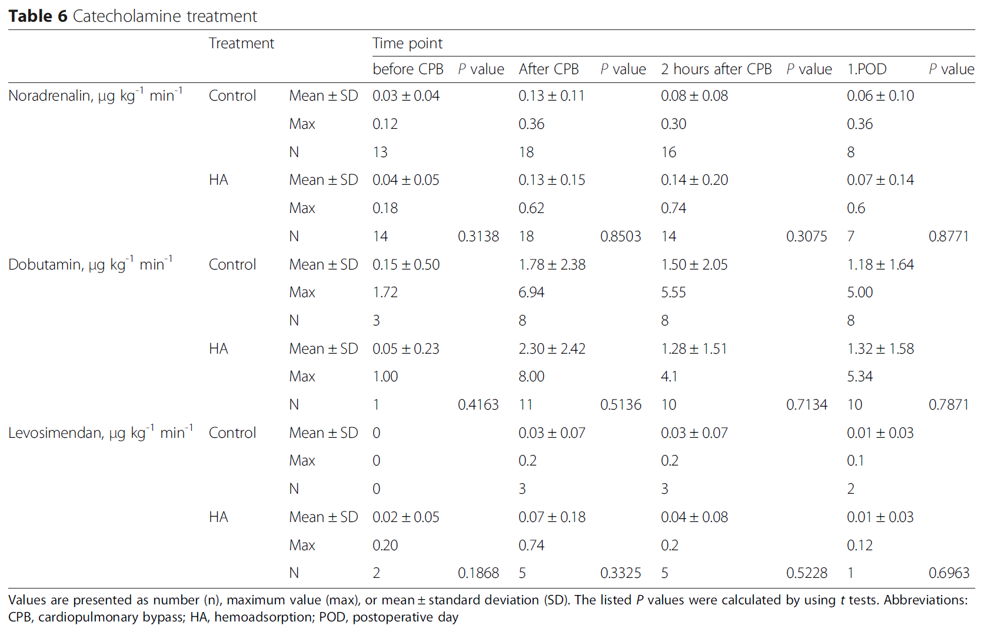 Table 6 Catecholamine treatment
Treatment Time point
before CPB P value After CPB P value 2 hours after CPB P value 1.POD P value
Noradrenalin, μg kg-1 min-1 Control Mean ± SD 0.03 ± 0.04 0.13 ± 0.11 0.08 ± 0.08 0.06 ± 0.10
Max 0.12 0.36 0.30 0.36
N 13 18 16 8
HA Mean ± SD 0.04 ± 0.05 0.13 ± 0.15 0.14 ± 0.20 0.07 ± 0.14
Max 0.18 0.62 0.74 0.6
N 14 0.3138 18 0.8503 14 0.3075 7 0.8771
Dobutamin, μg kg-1 min-1 Control Mean ± SD 0.15 ± 0.50 1.78 ± 2.38 1.50 ± 2.05 1.18 ± 1.64
Max 1.72 6.94 5.55 5.00
N 3 8 8 8
HA Mean ± SD 0.05 ± 0.23 2.30 ± 2.42 1.28 ± 1.51 1.32 ± 1.58
Max 1.00 8.00 4.1 5.34
N 1 0.4163 11 0.5136 10 0.7134 10 0.7871
Levosimendan, μg kg-1 min-1 Control Mean ± SD 0 0.03 ± 0.07 0.03 ± 0.07 0.01 ± 0.03
Max 0 0.2 0.2 0.1
N 0 3 3 2
HA Mean ± SD 0.02 ± 0.05 0.07 ± 0.18 0.04 ± 0.08 0.01 ± 0.03
Max 0.20 0.74 0.2 0.12
N 2 0.1868 5 0.3325 5 0.5228 1 0.6963
Values are presented as number (n), maximum value (max), or mean ± standard deviation (SD). The listed P values were calculated by using t tests. Abbreviations:
CPB, cardiopulmonary bypass; HA, hemoadsorption; POD, postoperative day